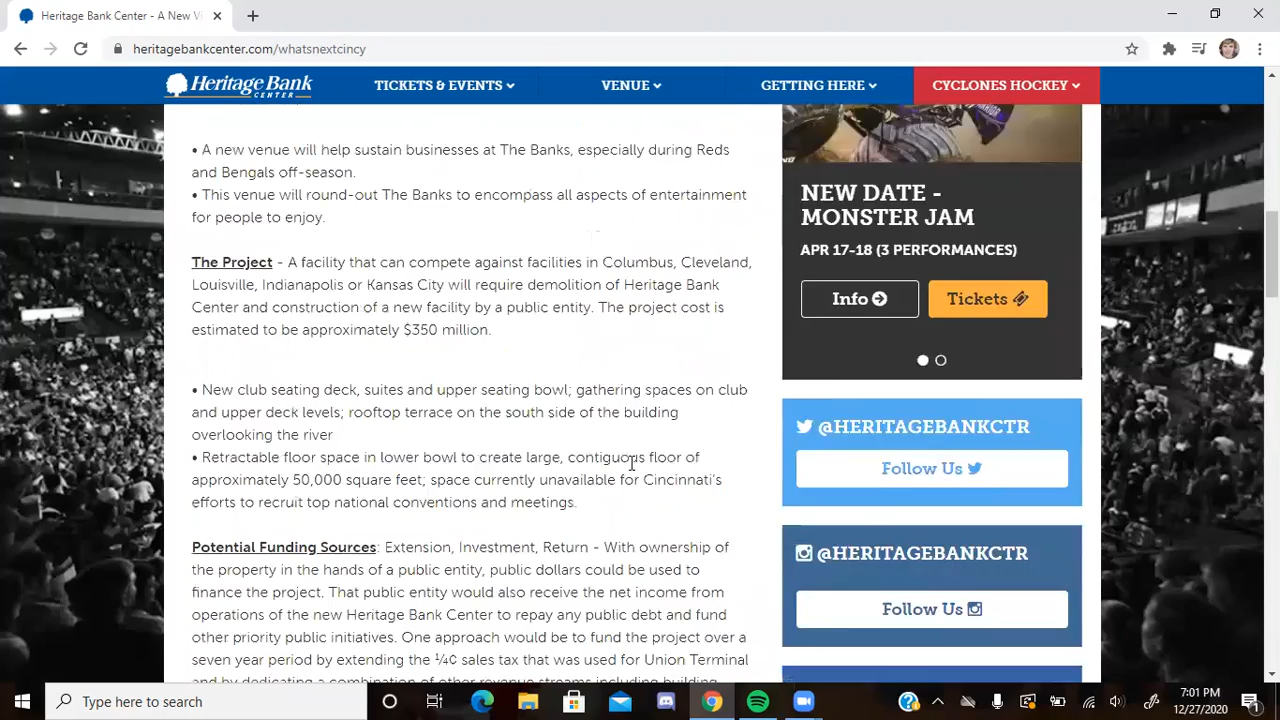 Heritage Bank Center - A New Vi
heritagebankcenter.com/whatsnextcincy
Heritage Bank
CENTER
TICKETS & EVENTS
VENUE
GETTING HERE
CYCLONES HOCKEY
• A new venue will help sustain businesses at The Banks, especially during Reds
and Bengals off-season.
• This venue will round-out The Banks to encompass all aspects of entertainment
for people to enjoy.
The Project - A facility that can compete against facilities in Columbus, Cleveland,
Louisville, Indianapolis or Kansas City will require demolition of Heritage Bank
Center and construction of a new facility by a public entity. The project cost is
estimated to be approximately $350 million.
• New club seating deck, suites and upper seating bowl; gathering spaces on club
and upper deck levels; rooftop terrace on the south side of the building
overlooking the river
• Retractable floor space in lower bowl to create large, contiguous floor of
approximately 50,000 square feet; space currently unavailable for Cincinnati's
efforts to recruit top national conventions and meetings.
Potential Funding Sources: Extension, Investment, Return - With ownership of
the property in the hands of a public entity, public dollars could be used to
finance the project. That public entity would also receive the net income from
operations of the new Heritage Bank Center to repay any public debt and fund
other priority public initiatives. One approach would be to fund the project over a
seven year period by extending the ¼¢ sales tax that was used for Union Terminal
and by dedicating a combination of other revenue streams including building
NEW DATE -
MONSTER JAM
APR 17-18 (3 PERFORMANCES)
Info
Tickets
@HERITAGEBANKCTR
Follow Us
@HERITAGEBANKCTR
Follow Us
Type here to search
7:01 PM
12/27/2020
1